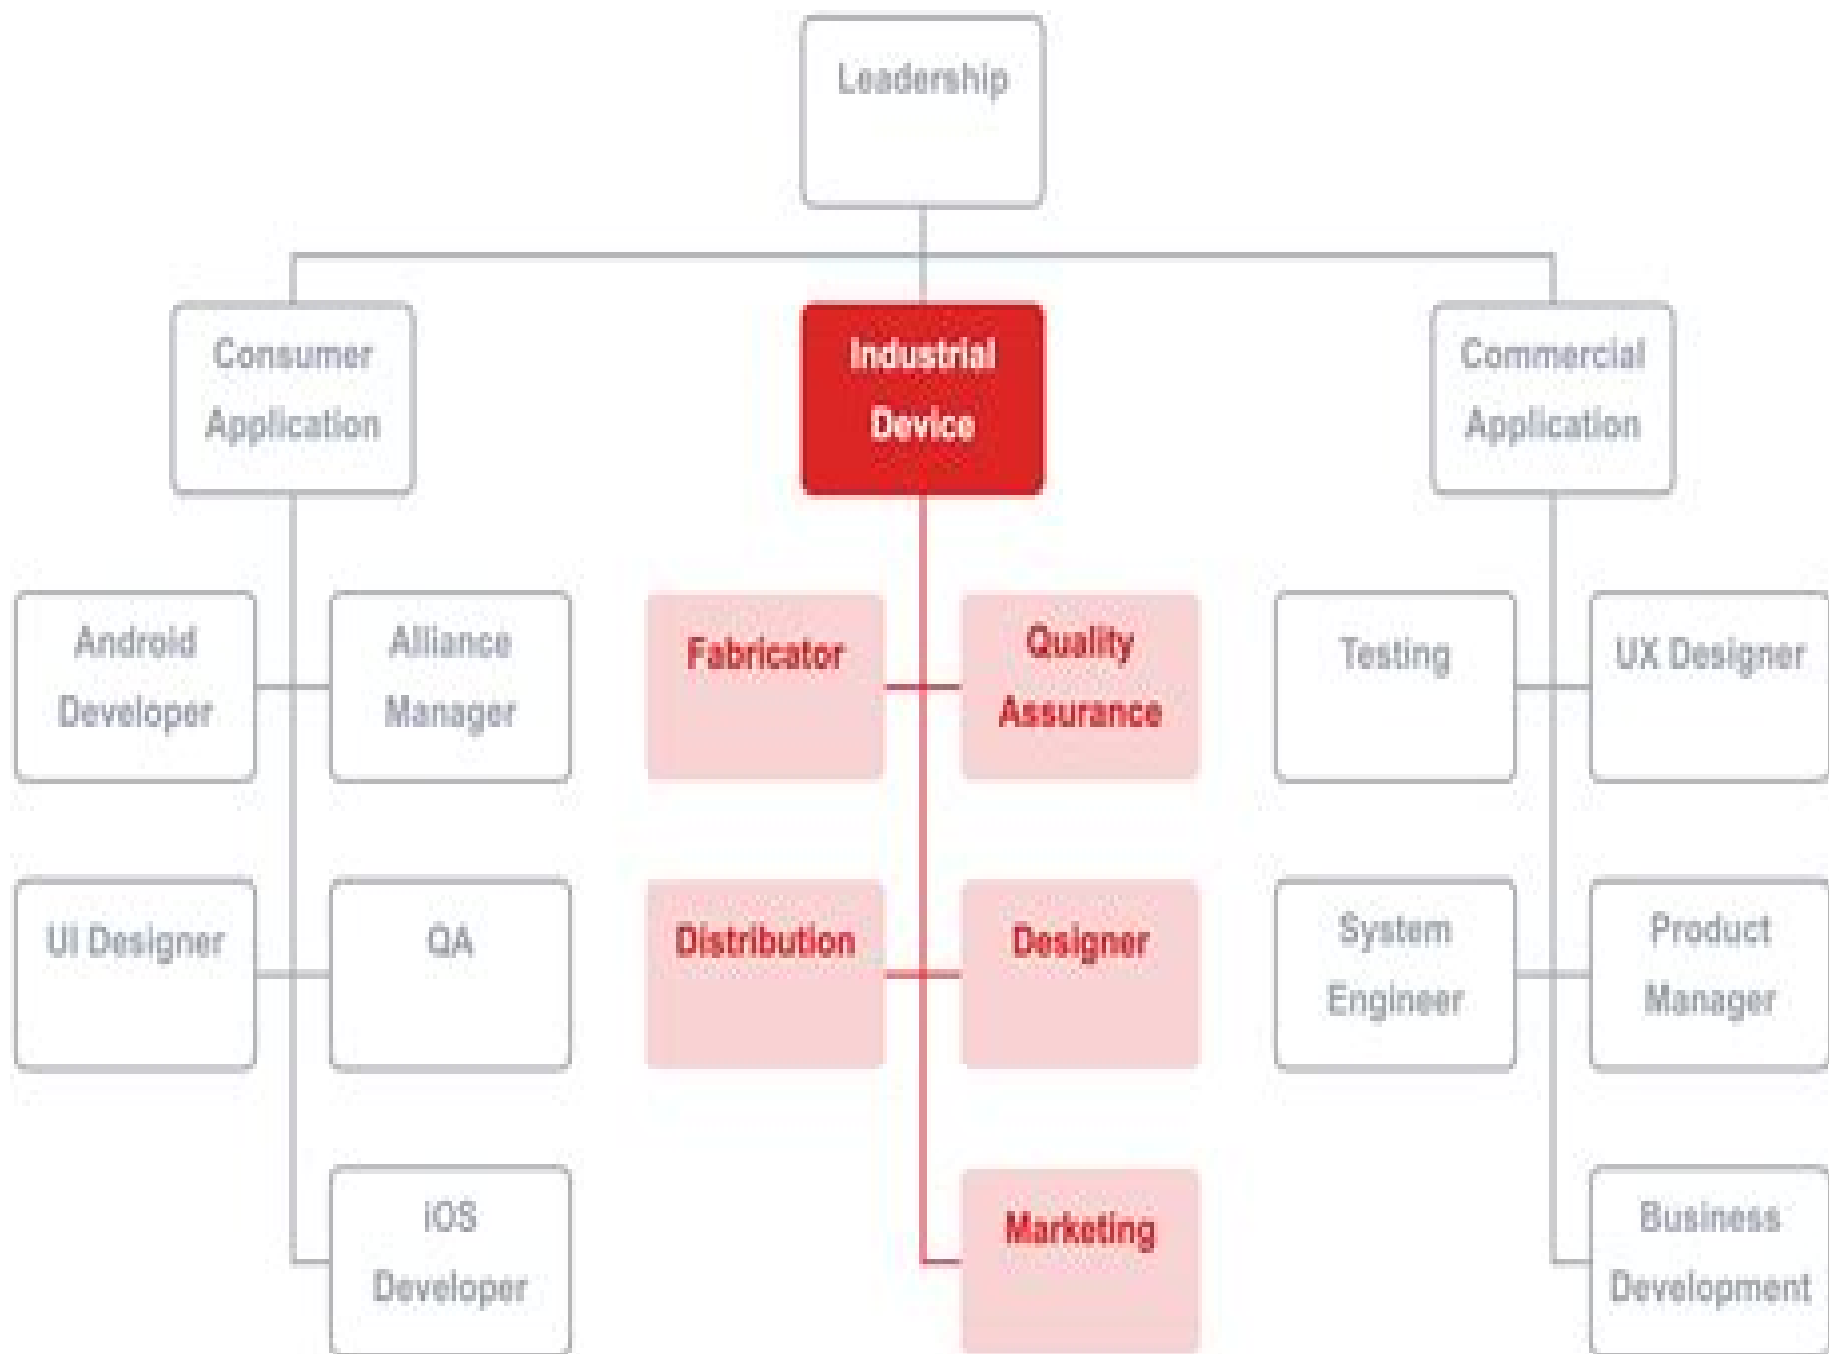 Leadership
Consumer
Application
Industrial
Device
Commercial
Application
Android
Developer
Alliance
Manager
Fabricator
Quality
Assurance
Testing
UX Designer
UI Designer
QA
Distribution
Designer
System
Engineer
Product
Manager
iOS
Developer
Marketing
Business
Development